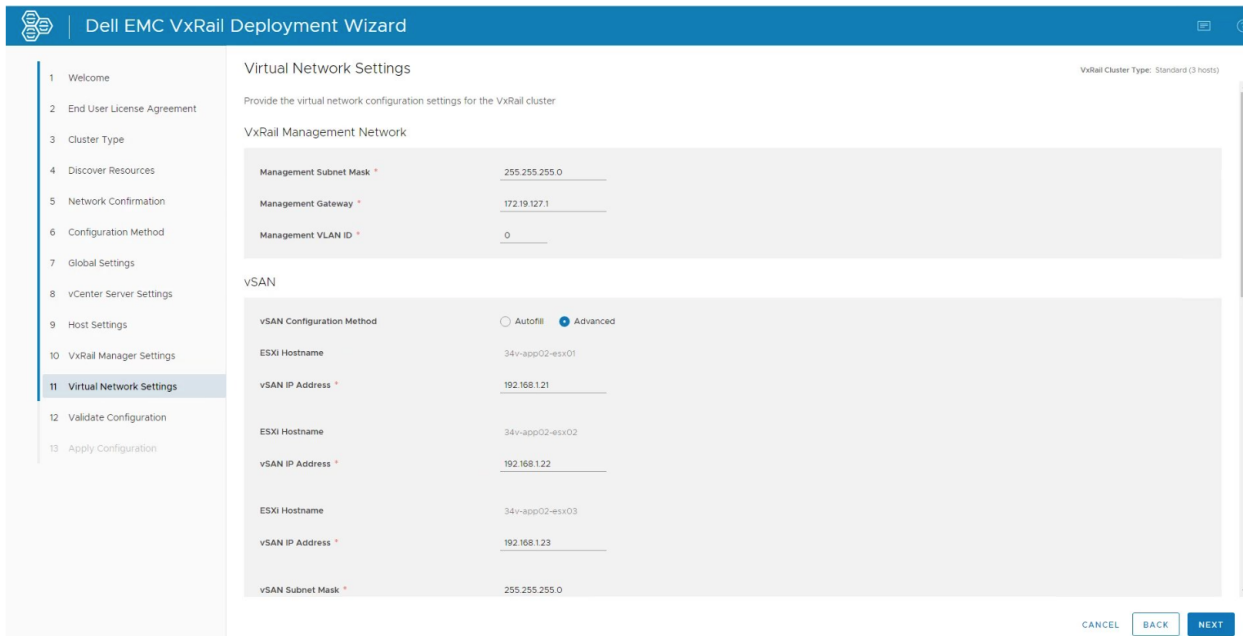 Dell EMC VxRail Deployment Wizard
1 Welcome
2 End User License Agreement
3 Cluster Type
4 Discover Resources
5 Network Confirmation
6 Configuration Method
7 Global Settings
8 vCenter Server Settings
9 Host Settings
10 VxRail Manager Settings
11 Virtual Network Settings
12 Validate Configuration
13 Apply Configuration
Virtual Network Settings
VxRail Cluster Type: Standard (3 hosts)
Provide the virtual network configuration settings for the VxRail cluster
VxRail Management Network
Management Subnet Mask * 255.255.255.0
Management Gateway * 172.19.127.1
Management VLAN ID * 0
vSAN
vSAN Configuration Method Autofill Advanced
ESXi Hostname 34v-app02-esx01
vSAN IP Address * 192.168.1.21
ESXi Hostname 34v-app02-esx02
vSAN IP Address * 192.168.1.22
ESXi Hostname 34v-app02-esx03
vSAN IP Address * 192.168.1.23
vSAN Subnet Mask * 255.255.255.0
CANCEL BACK NEXT